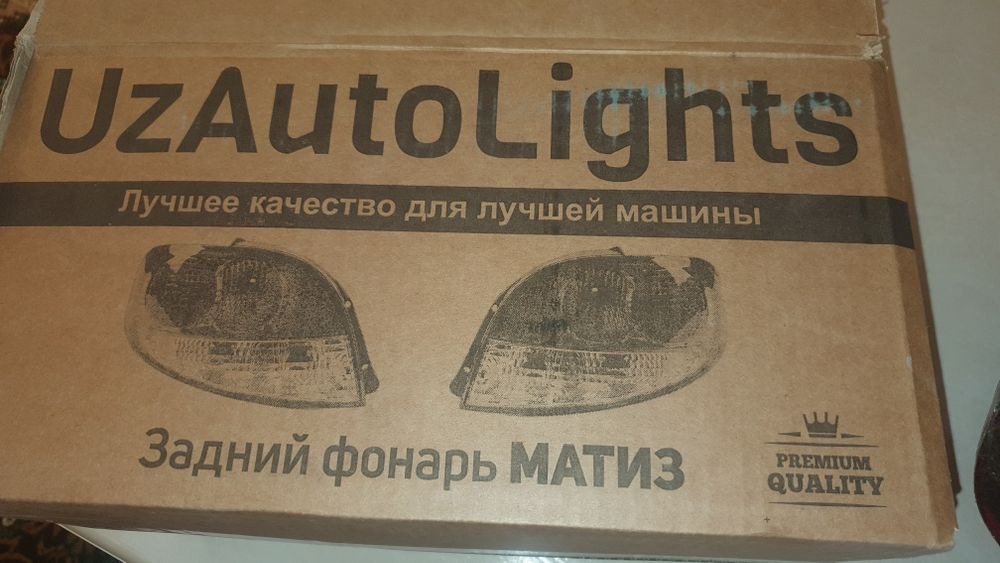 UzAutoLights
Лучшее качество для лучшей машины
Задний фонарь МАТИЗ
PREMIUM
QUALITY